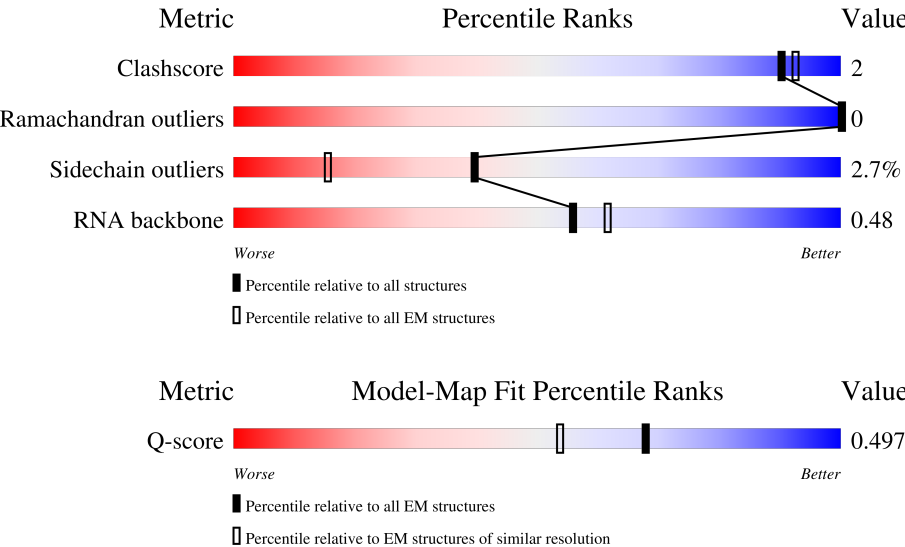 Metric Percentile Ranks Value
Clashscore 2
Ramachandran outliers 0
Sidechain outliers 2.7%
RNA backbone 0.48
Worse Better
Percentile relative to all structures
Percentile relative to all EM structures
Metric Model-Map Fit Percentile Ranks Value
Q-score 0.497
Worse Better
Percentile relative to all EM structures
Percentile relative to EM structures of similar resolution